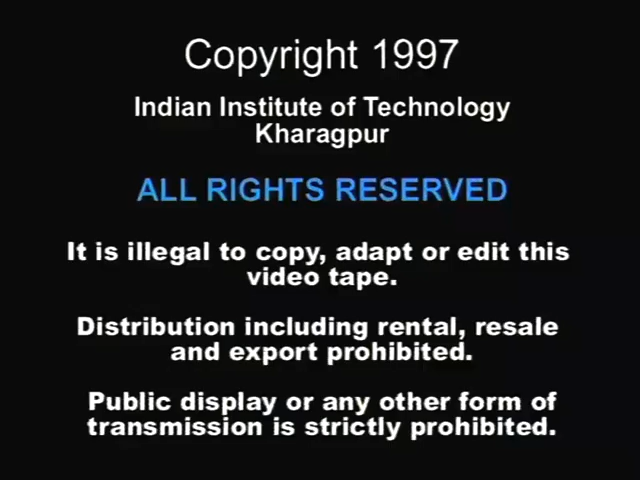 Copyright 1997
Indian Institute of Technology
Kharagpur
ALL RIGHTS RESERVED
It is illegal to copy, adapt or edit this
video tape.
Distribution including rental, resale
and export prohibited.
Public display or any other form of
transmission is strictly prohibited.